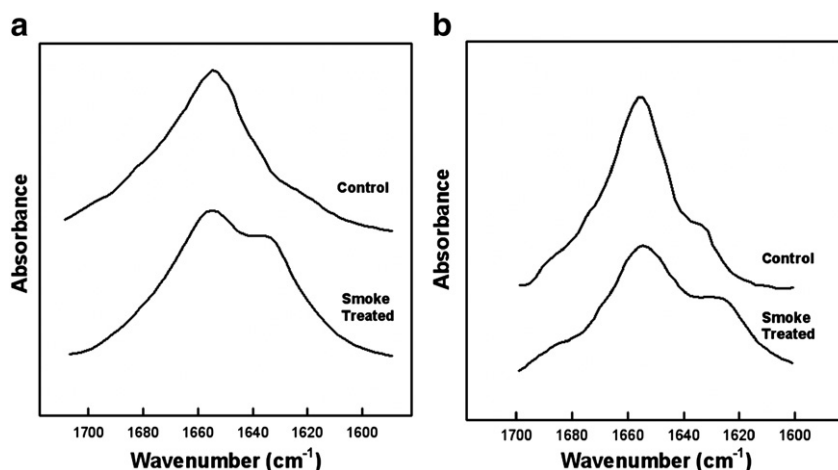 a
Absorbance
Control
Smoke
Treated
1700 1680 1660 1640 1620 1600
Wavenumber (cm-1)
b
Absorbance
Control
Smoke
Treated
1700 1680 1660 1640 1620 1600
Wavenumber (cm-1)